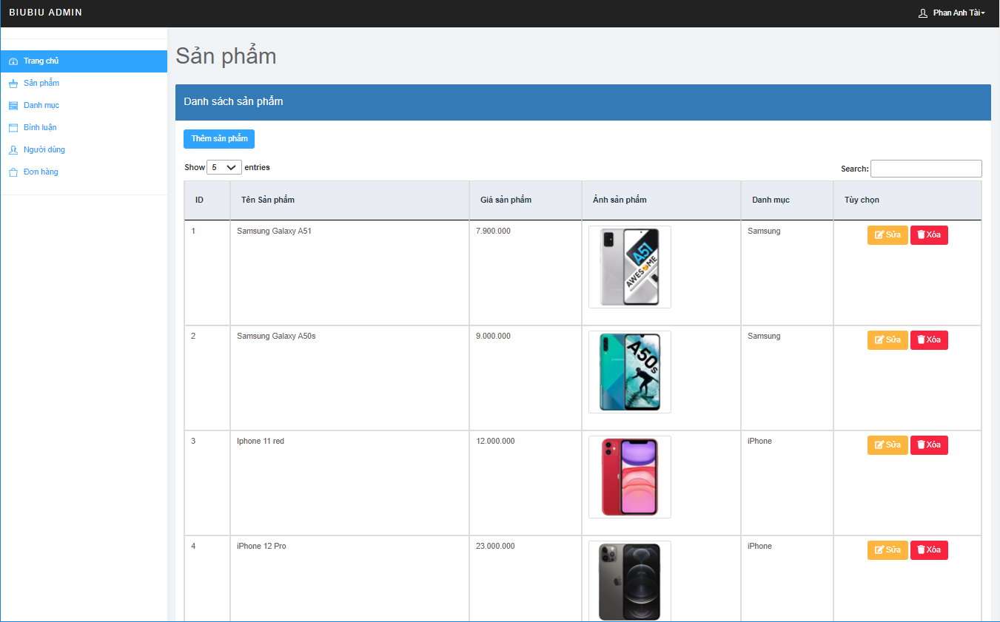 BIUBIU ADMIN
Phan Anh Tài
Trang chủ
Sản phẩm
Danh mục
Bình luận
Người dùng
Đơn hàng
Sản phẩm
Danh sách sản phẩm
Thêm sản phẩm
Show 5 entries
Search:
ID Tên Sản phẩm Giá sản phẩm Ảnh sản phẩm Danh mục Tùy chọn
1 Samsung Galaxy A51 7.900.000 Samsung Sửa Xóa
A51
AWESOME
2 Samsung Galaxy A50s 9.000.000 Samsung Sửa Xóa
A50s
3 Iphone 11 red 12.000.000 iPhone Sửa Xóa
4 iPhone 12 Pro 23.000.000 iPhone Sửa Xóa